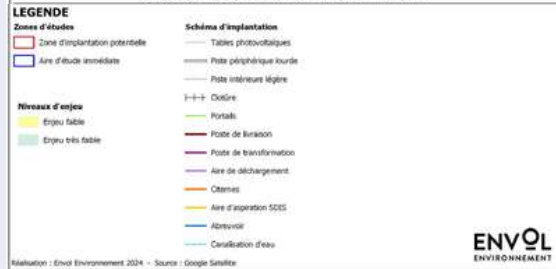 LEGENDE
Zones d'études
Zone d'implantation potentielle
Aire d'étude immédiate
Niveaux d'enjeu
Enjeu faible
Enjeu très faible
Schéma d'implantation
Tables photovoltaïques
Piste périphérique lourde
Piste intérieure légère
Clotûre
Portails
Poste de livraison
Poste de transformation
Aire de déchargement
Citernes
Aire d'aspiration SDIS
Abreuvoir
Canalisation d'eau
Réalisation : Envol Environnement 2024 - Source : Google Satellite
ENVOL
ENVIRONNEMENT